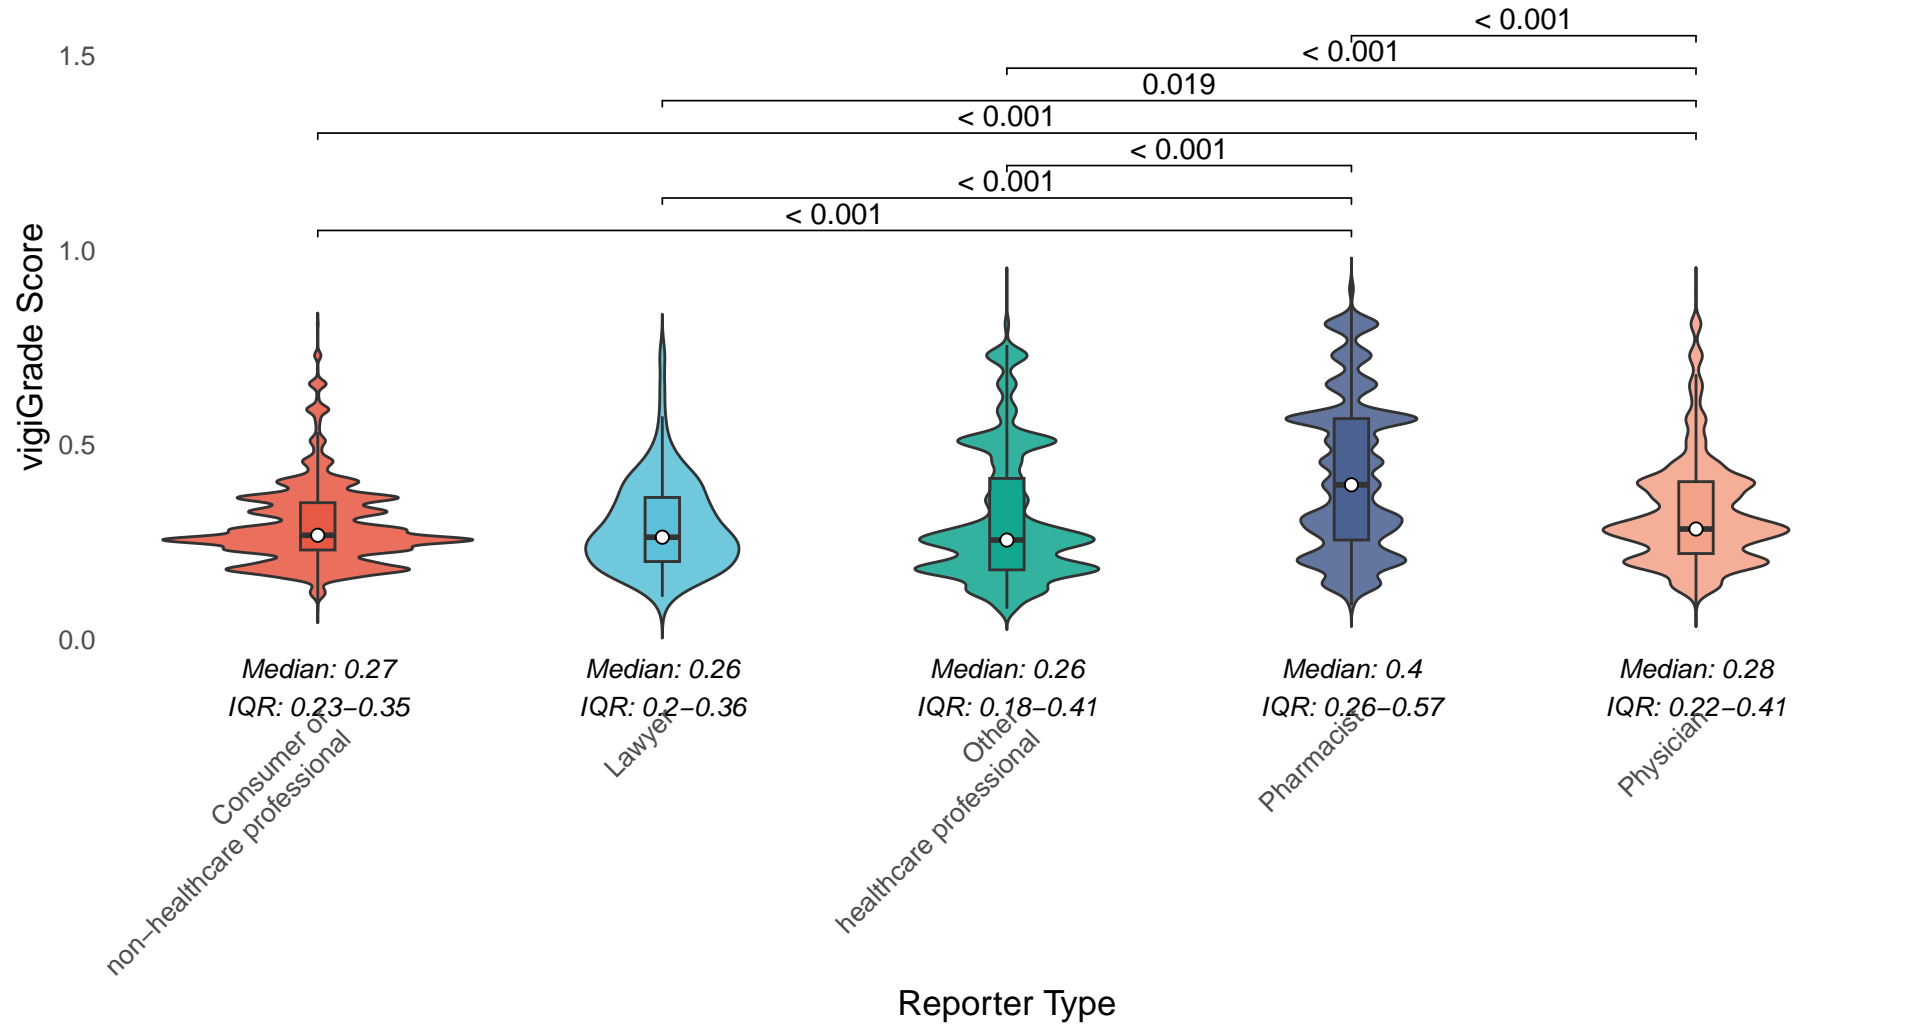 < 0.001
1.5
< 0.001
0.019
< 0.001
< 0.001
< 0.001
< 0.001
1.0
vigiGrade Score
0.5
0.0
Median: 0.27
IQR: 0.23–0.35
Median: 0.26
IQR: 0.2–0.36
Median: 0.26
IQR: 0.18–0.41
Median: 0.4
IQR: 0.26–0.57
Median: 0.28
IQR: 0.22–0.41
Consumer or
non–healthcare professional
Lawyer
Other
healthcare professional
Pharmacist
Physician
Reporter Type